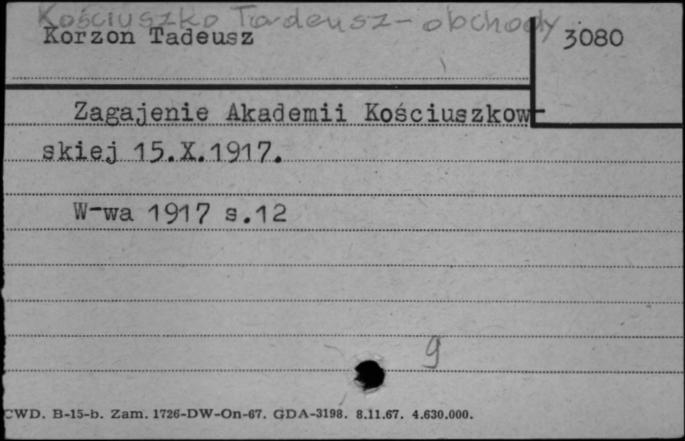 Kościuszko Tadeusz - obchody
Korzon Tadeusz
3080
Zagajenie Akademii Kościuszkow-
skiej 15.X.1917.
W-wa 1917 s.12
9
CWD. B-15-b. Zam. 1726-DW-On-67. GDA-3198. 8.11.67. 4.630.000.